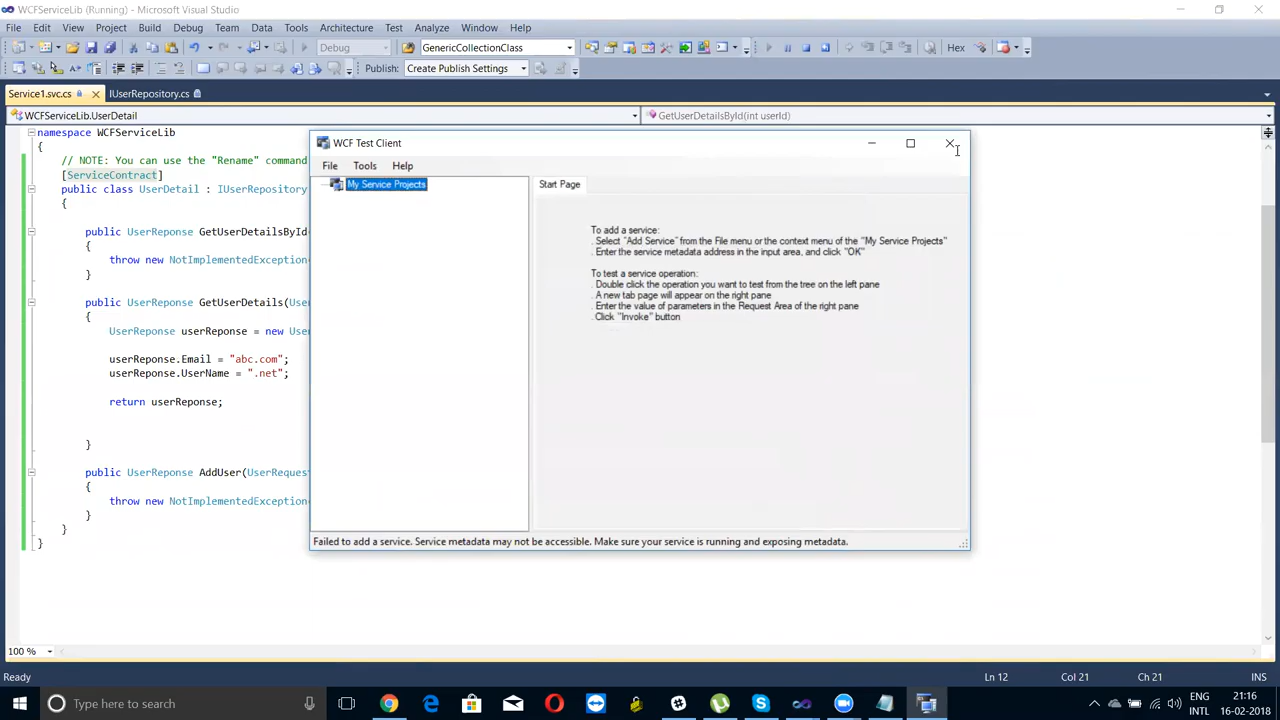 WCFServiceLib (Running) - Microsoft Visual Studio
File Edit View Project Build Debug Team Data Tools Architecture Test Analyze Window Help
Debug GenericCollectionClass Hex
Publish: Create Publish Settings
Service1.svc.cs IUserRepository.cs
WCFServiceLib.UserDetail GetUserDetailsById(int userId)
namespace WCFServiceLib
{
// NOTE: You can use the "Rename" command
[ServiceContract]
public class UserDetail : IUserRepository
{
public UserReponse GetUserDetailsById
{
throw new NotImplementedException
}
public UserReponse GetUserDetails(Use
{
UserReponse userReponse = new Use
userReponse.Email = "abc.com";
userReponse.UserName = ".net";
return userReponse;
}
public UserReponse AddUser(UserReques
{
throw new NotImplementedException
}
}
}
WCF Test Client
File Tools Help
My Service Projects
Start Page
To add a service:
. Select "Add Service" from the File menu or the context menu of the "My Service Projects"
. Enter the service metadata address in the input area, and click "OK"
To test a service operation:
. Double click the operation you want to test from the tree on the left pane
. A new tab page will appear on the right pane
. Enter the value of parameters in the Request Area of the right pane
. Click "Invoke" button
Failed to add a service. Service metadata may not be accessible. Make sure your service is running and exposing metadata.
100 %
Ready Ln 12 Col 21 Ch 21 INS
Type here to search
ENG 21:16
INTL 16-02-2018